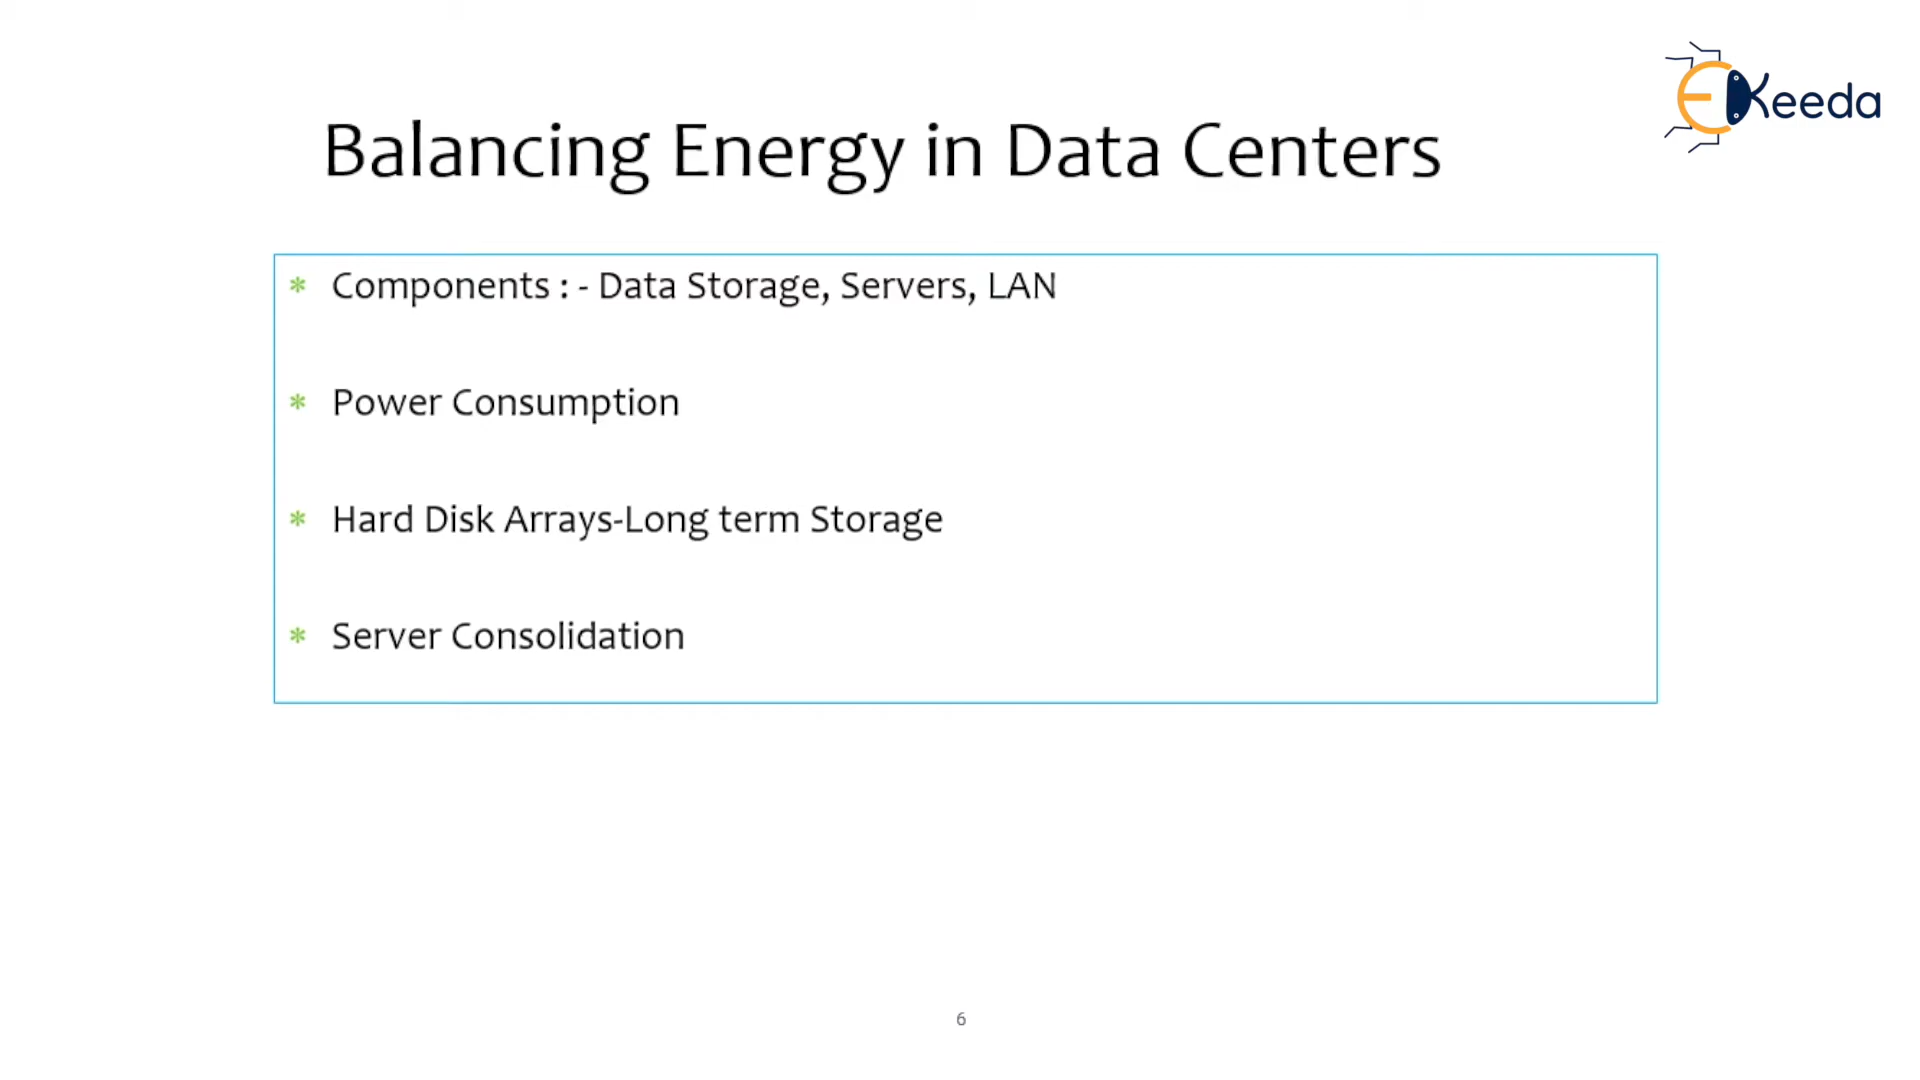 EKeeda
Balancing Energy in Data Centers
* Components : - Data Storage, Servers, LAN
* Power Consumption
* Hard Disk Arrays-Long term Storage
* Server Consolidation
6